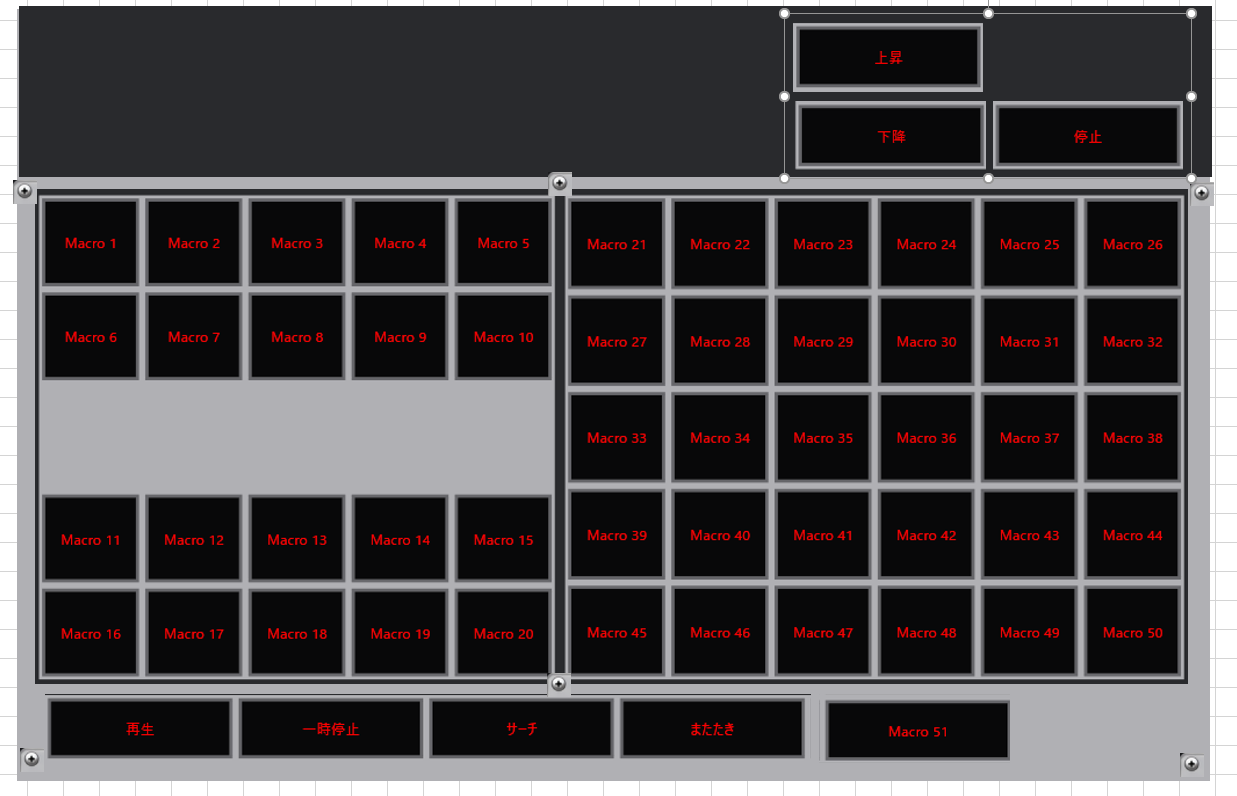 上昇
下降
停止
Macro 1
Macro 2
Macro 3
Macro 4
Macro 5
Macro 6
Macro 7
Macro 8
Macro 9
Macro 10
Macro 11
Macro 12
Macro 13
Macro 14
Macro 15
Macro 16
Macro 17
Macro 18
Macro 19
Macro 20
Macro 21
Macro 22
Macro 23
Macro 24
Macro 25
Macro 26
Macro 27
Macro 28
Macro 29
Macro 30
Macro 31
Macro 32
Macro 33
Macro 34
Macro 35
Macro 36
Macro 37
Macro 38
Macro 39
Macro 40
Macro 41
Macro 42
Macro 43
Macro 44
Macro 45
Macro 46
Macro 47
Macro 48
Macro 49
Macro 50
再生
一時停止
サーチ
またたき
Macro 51